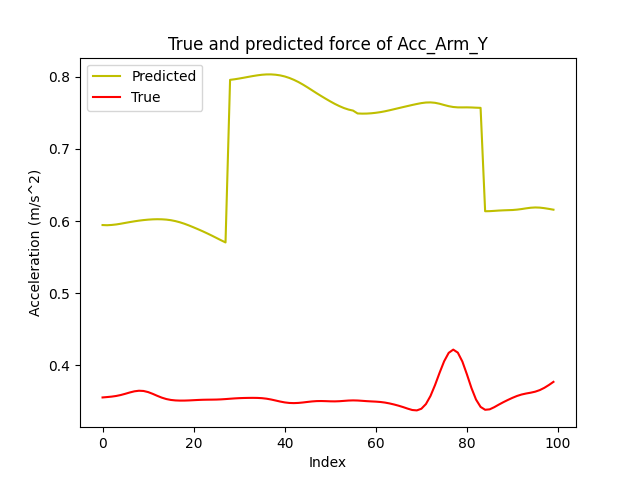 True and predicted force of Acc_Arm_Y
Predicted
True
Acceleration (m/s^2)
0.8
0.7
0.6
0.5
0.4
0 20 40 60 80 100
Index